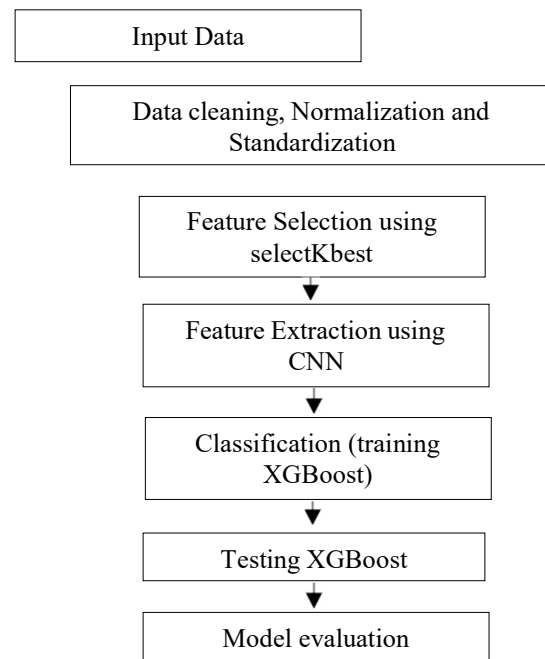 Input Data
Data cleaning, Normalization and
Standardization
Feature Selection using
selectKbest
Feature Extraction using
CNN
Classification (training
XGBoost)
Testing XGBoost
Model evaluation